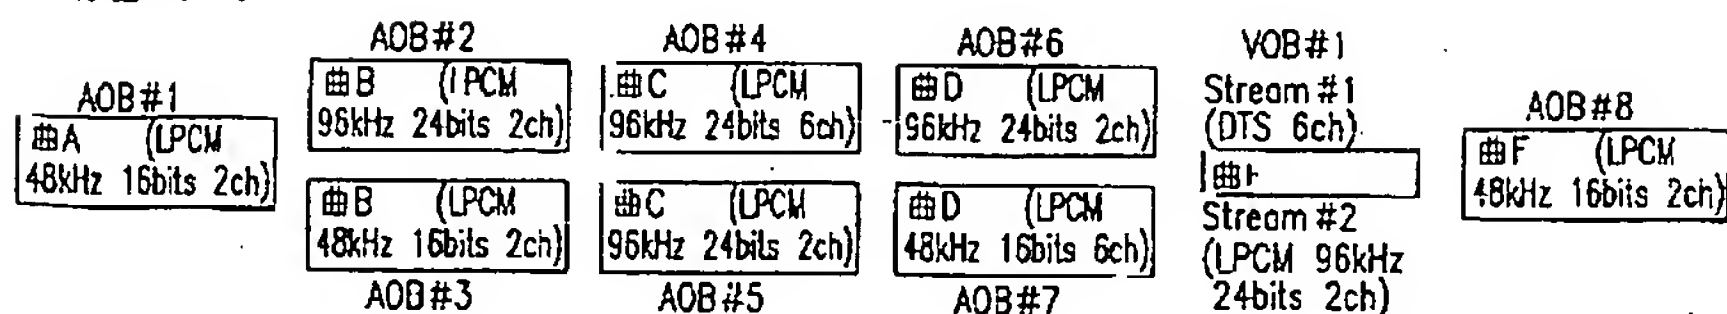 AOB#1
曲A (LPCM
48kHz 16bits 2ch)
AOB#2
曲B (LPCM
96kHz 24bits 2ch)
曲B (LPCM
48kHz 16bits 2ch)
AOB#3
AOB#4
曲C (LPCM
96kHz 24bits 6ch)
曲C (LPCM
96kHz 24bits 2ch)
AOB#5
AOB#6
曲D (LPCM
96kHz 24bits 2ch)
曲D (LPCM
48kHz 16bits 6ch)
AOB#7
VOB#1
Stream #1
(DTS 6ch)
曲
Stream #2
(LPCM 96kHz
24bits 2ch)
AOB#8
曲F (LPCM
48kHz 16bits 2ch)